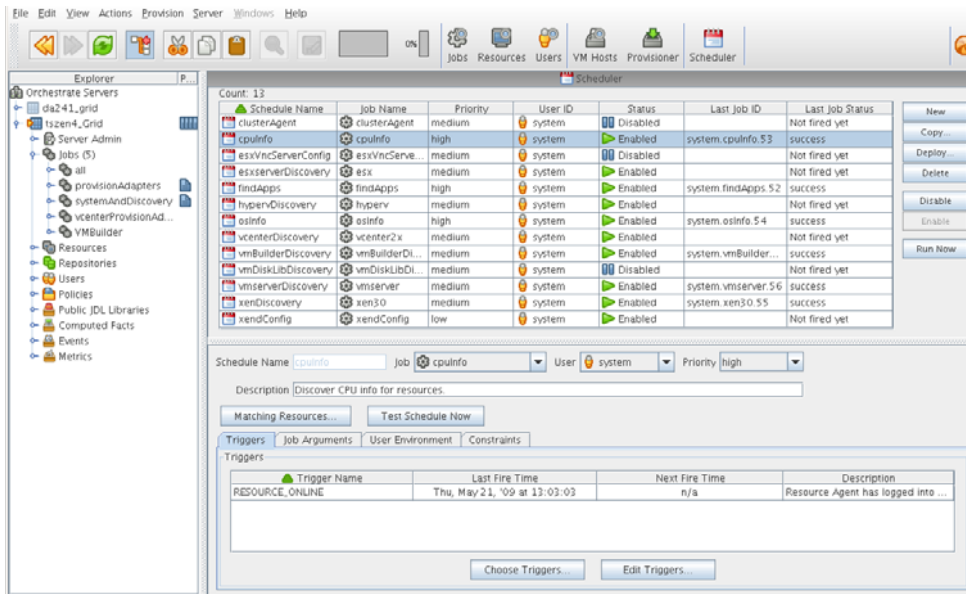 File Edit View Actions Provision Server Windows Help
0%
Jobs Resources Users VM Hosts Provisioner Scheduler
Explorer P...
Orchestrate Servers
da241_grid
tszen4_Grid
Server Admin
Jobs (5)
all
provisionAdapters
systemAndDiscovery
vcenterProvisionAd...
VMBuilder
Resources
Repositories
Users
Policies
Public JDL Libraries
Computed Facts
Events
Metrics
Scheduler
Count: 13
Schedule Name Job Name Priority User ID Status Last Job ID Last Job Status
clusterAgent clusterAgent medium system Disabled Not fired yet
cpuInfo cpuInfo high system Enabled system.cpuInfo.53 success
esxVncServerConfig esxVncServe... medium system Disabled Not fired yet
esxserverDiscovery esx medium system Enabled Not fired yet
findApps findApps high system Enabled system.findApps.52 success
hypervDiscovery hyperv medium system Enabled Not fired yet
osInfo osInfo high system Enabled system.osInfo.54 success
vcenterDiscovery vcenter2x medium system Enabled Not fired yet
vmBuilderDiscovery vmBuilderDi... medium system Enabled system.vmBuilder... success
vmDiskLibDiscovery vmDiskLibDi... medium system Disabled Not fired yet
vmserverDiscovery vmserver medium system Enabled system.vmserver.56 success
xenDiscovery xen30 medium system Enabled system.xen30.55 success
xendConfig xendConfig low system Enabled Not fired yet
New
Copy...
Deploy...
Delete
Disable
Enable
Run Now
Schedule Name cpuInfo Job cpuInfo User system Priority high
Description Discover CPU info for resources.
Matching Resources... Test Schedule Now
Triggers Job Arguments User Environment Constraints
Triggers
Trigger Name Last Fire Time Next Fire Time Description
RESOURCE_ONLINE Thu, May 21, '09 at 13:03:03 n/a Resource Agent has logged into ...
Choose Triggers... Edit Triggers...